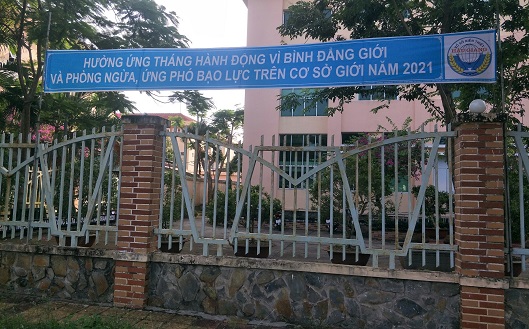 HƯỞNG ỨNG THÁNG HÀNH ĐỘNG VÌ BÌNH ĐẲNG GIỚI
VÀ PHÒNG NGỪA, ỨNG PHÓ BẠO LỰC TRÊN CƠ SỞ GIỚI NĂM 2021